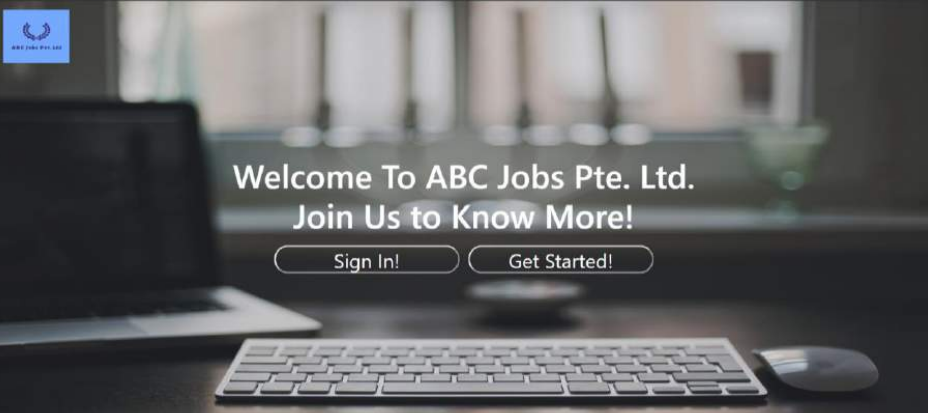 ABC Jobs Pte. Ltd
Welcome To ABC Jobs Pte. Ltd.
Join Us to Know More!
Sign In!
Get Started!